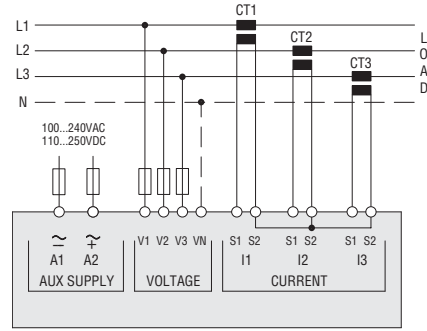 CT1
L1
CT2
L2
CT3
L3
N
L
O
A
D
100...240VAC
110...250VDC
V1 V2 V3 VN
S1 S2 S1 S2 S1 S2
A1 A2
I1 I2 I3
AUX SUPPLY VOLTAGE CURRENT